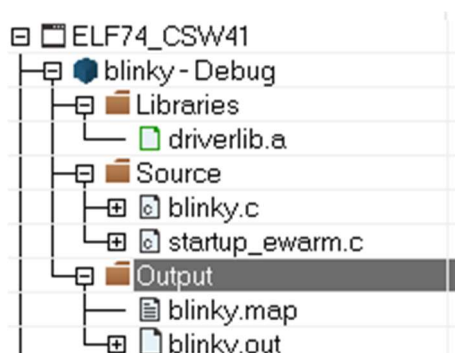 ELF74_CSW41
blinky - Debug
Libraries
driverlib.a
Source
blinky.c
startup_ewarm.c
Output
blinky.map
blinky.out